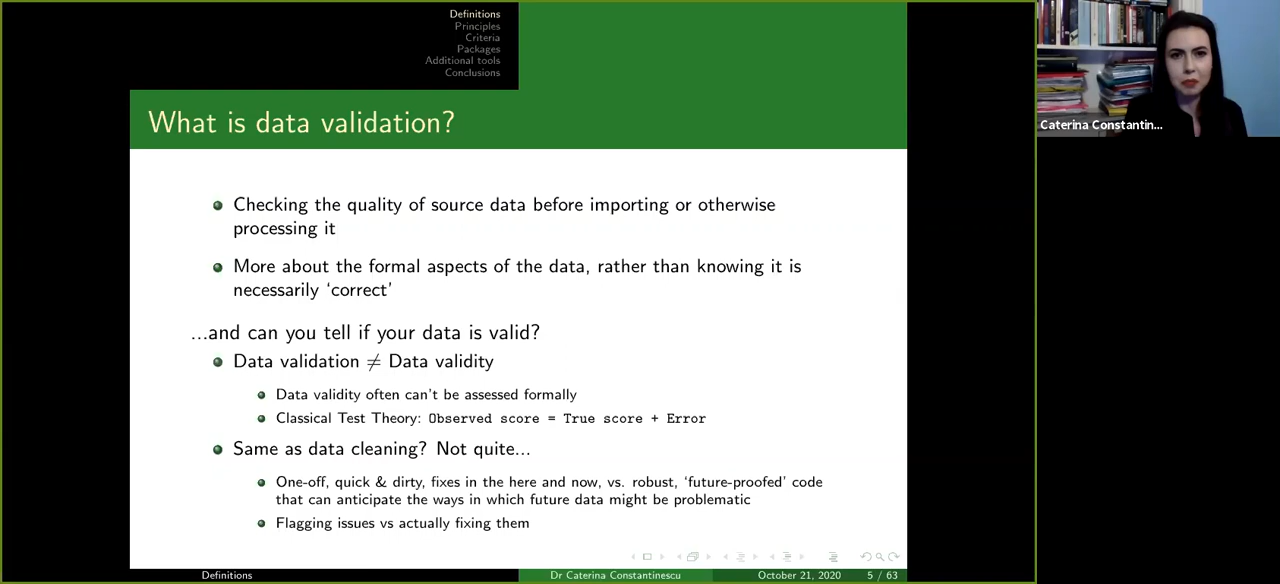 Definitions
Principles
Criteria
Packages
Additional tools
Conclusions
What is data validation?
Checking the quality of source data before importing or otherwise
processing it
More about the formal aspects of the data, rather than knowing it is
necessarily ‘correct’
...and can you tell if your data is valid?
Data validation ≠ Data validity
Data validity often can't be assessed formally
Classical Test Theory: Observed score = True score + Error
Same as data cleaning? Not quite...
One-off, quick & dirty, fixes in the here and now, vs. robust, ‘future-proofed’ code
that can anticipate the ways in which future data might be problematic
Flagging issues vs actually fixing them
Definitions
Dr Caterina Constantinescu
October 21, 2020
5 / 63
Caterina Constantin...